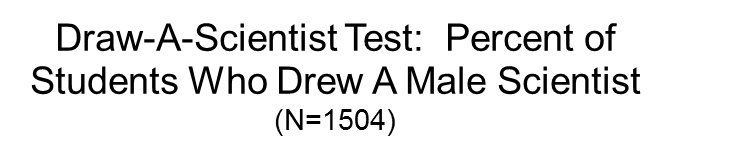 Draw-A-Scientist Test:  Percent of
Students Who Drew A Male Scientist
(N=1504)